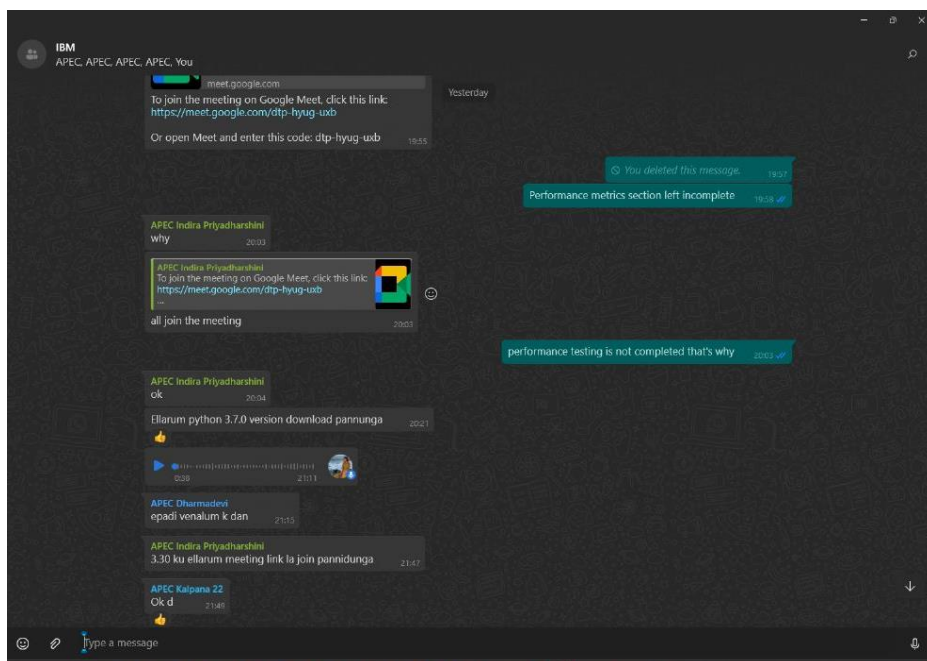 IBM
APEC, APEC, APEC, APEC, You
meet.google.com
To join the meeting on Google Meet, click this link:
https://meet.google.com/dtp-hyug-uxb
Or open Meet and enter this code: dtp-hyug-uxb
19:55
Yesterday
You deleted this message.
19:57
Performance metrics section left incomplete
19:58
APEC Indira Priyadharshini
why
20:03
APEC Indira Priyadharshini
To join the meeting on Google Meet, click this link:
https://meet.google.com/dtp-hyug-uxb
...
all join the meeting
20:03
performance testing is not completed that's why
20:03
APEC Indira Priyadharshini
ok
20:04
Ellarum python 3.7.0 version download pannunga
20:21
0:39
21:11
APEC Dharmadevi
epadi venalum k dan
21:15
APEC Indira Priyadharshini
3.30 ku ellarum meeting link la join pannidunga
21:47
APEC Kalpana 22
Ok d
21:49
Type a message